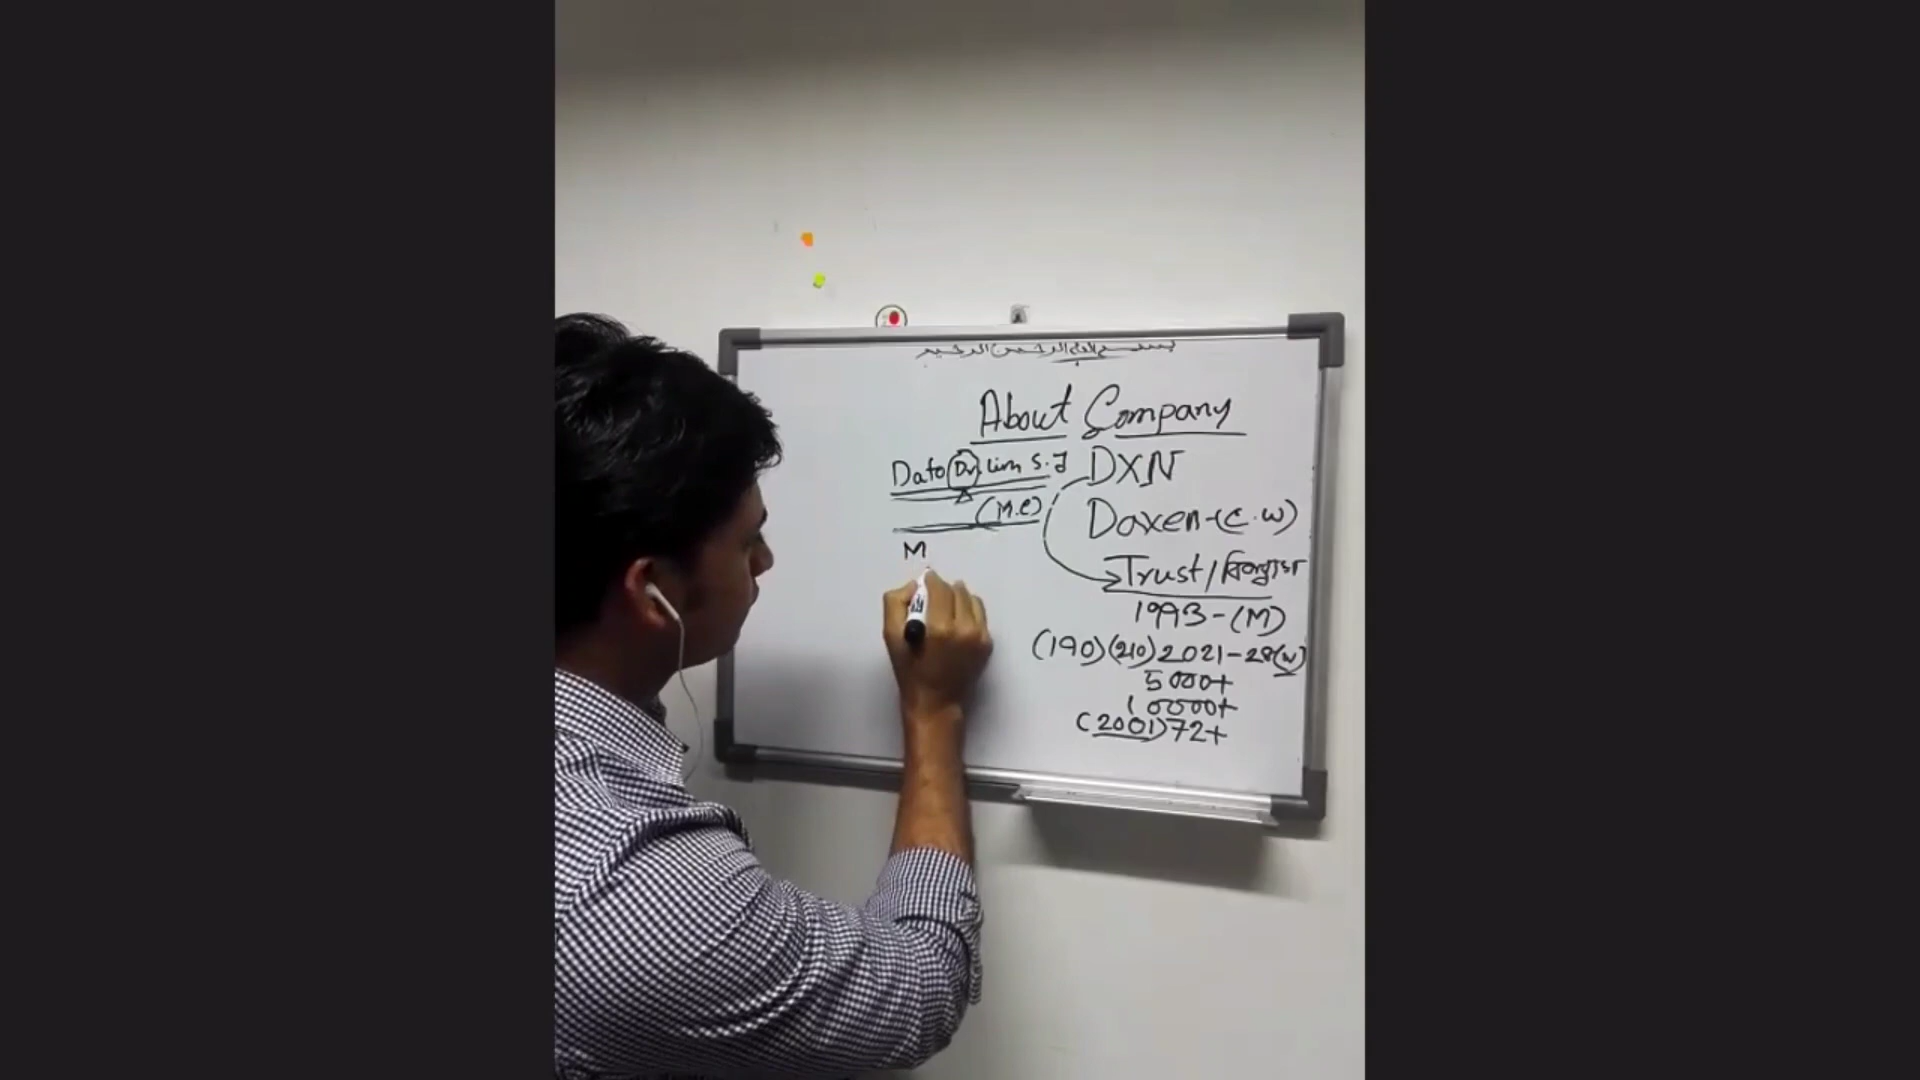 بسم الله الرحمن الرحيم
About Company
Dato Dr. Lim S.J
(M.C)
M
DXN
Daxen-(C.W)
Trust/বিশ্বাস
1993-(M)
(190)(210)2021-28(W)
5000+
10000+
(2001)72+